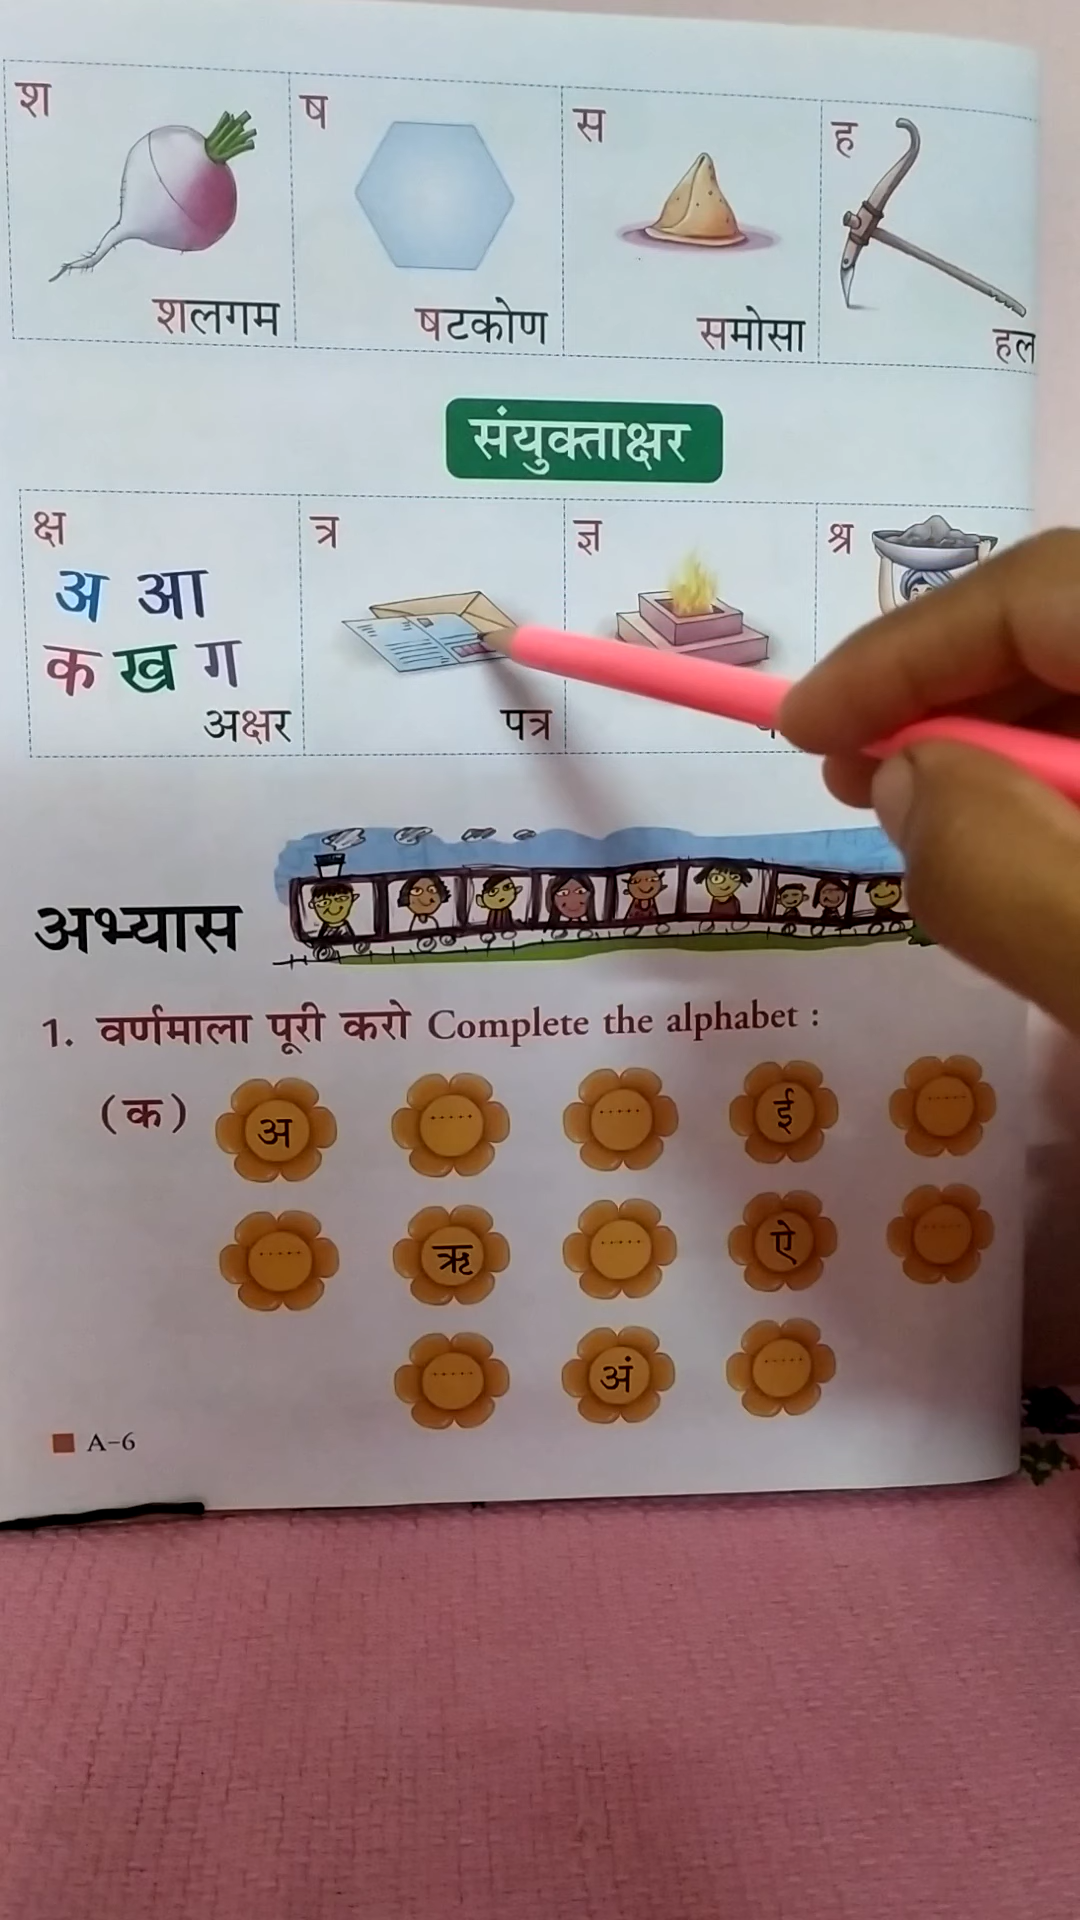 श ष स ह
शलगम षटकोण समोसा हल
संयुक्ताक्षर
क्ष त्र ज्ञ श्र
अ आ
क ख ग
अक्षर पत्र
अभ्यास
1. वर्णमाला पूरी करो Complete the alphabet :
(क) अ ..... ..... ई .....
..... ऋ ..... ऐ .....
..... अं .....
A-6